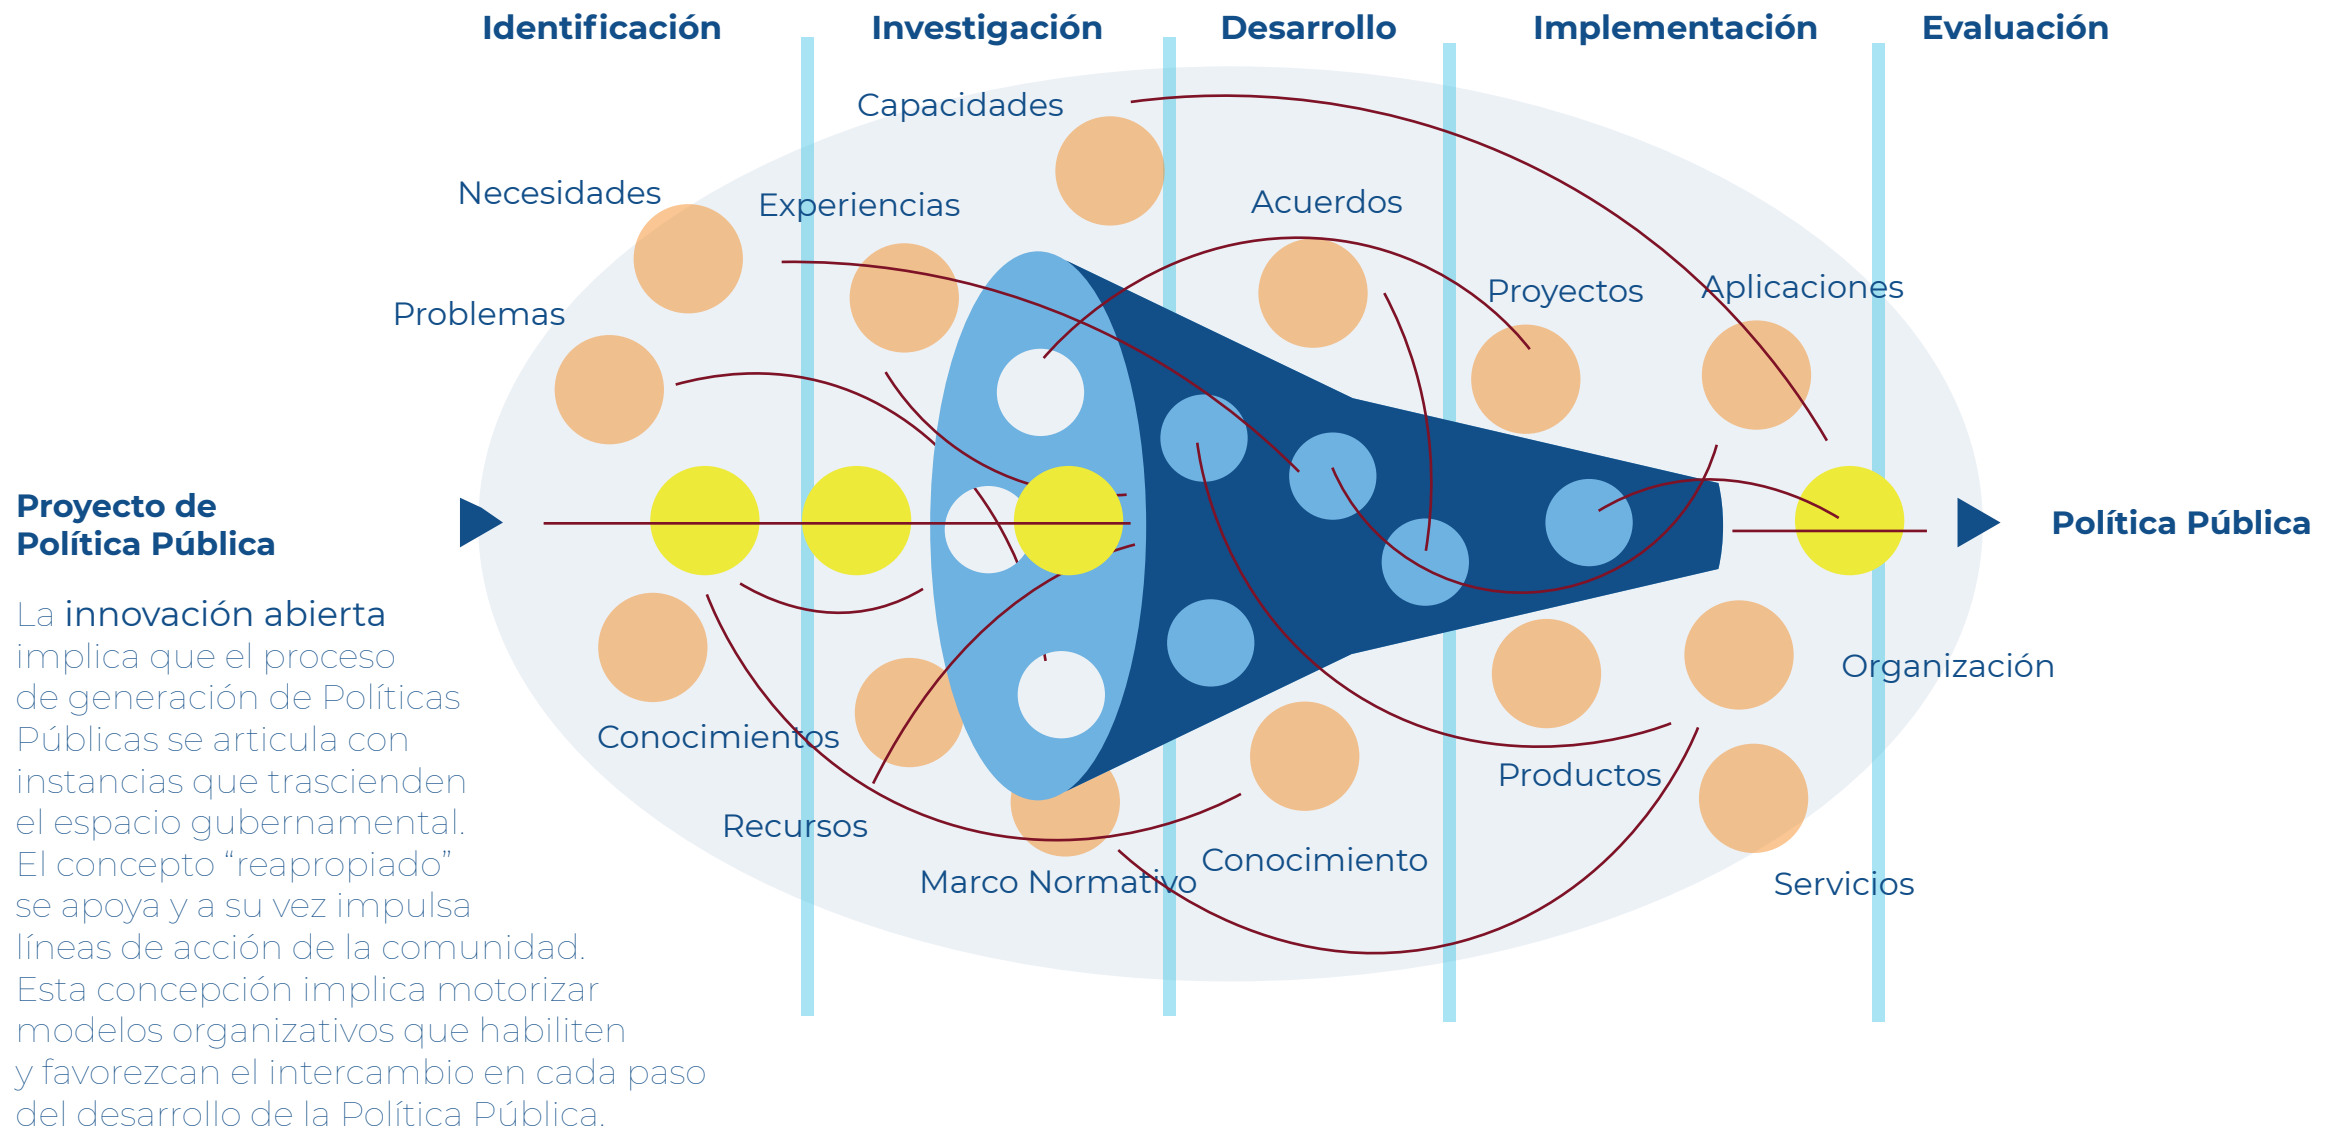 Identificación
Investigación
Desarrollo
Implementación
Evaluación
Capacidades
Necesidades
Experiencias
Acuerdos
Problemas
Proyectos
Aplicaciones
Proyecto de
Política Pública
Política Pública
La innovación abierta
implica que el proceso
de generación de Políticas
Públicas se articula con
instancias que trascienden
el espacio gubernamental.
El concepto “reapropiado”
se apoya y a su vez impulsa
líneas de acción de la comunidad.
Esta concepción implica motorizar
modelos organizativos que habiliten
y favorezcan el intercambio en cada paso
del desarrollo de la Política Pública.
Organización
Conocimientos
Productos
Recursos
Conocimiento
Marco Normativo
Servicios